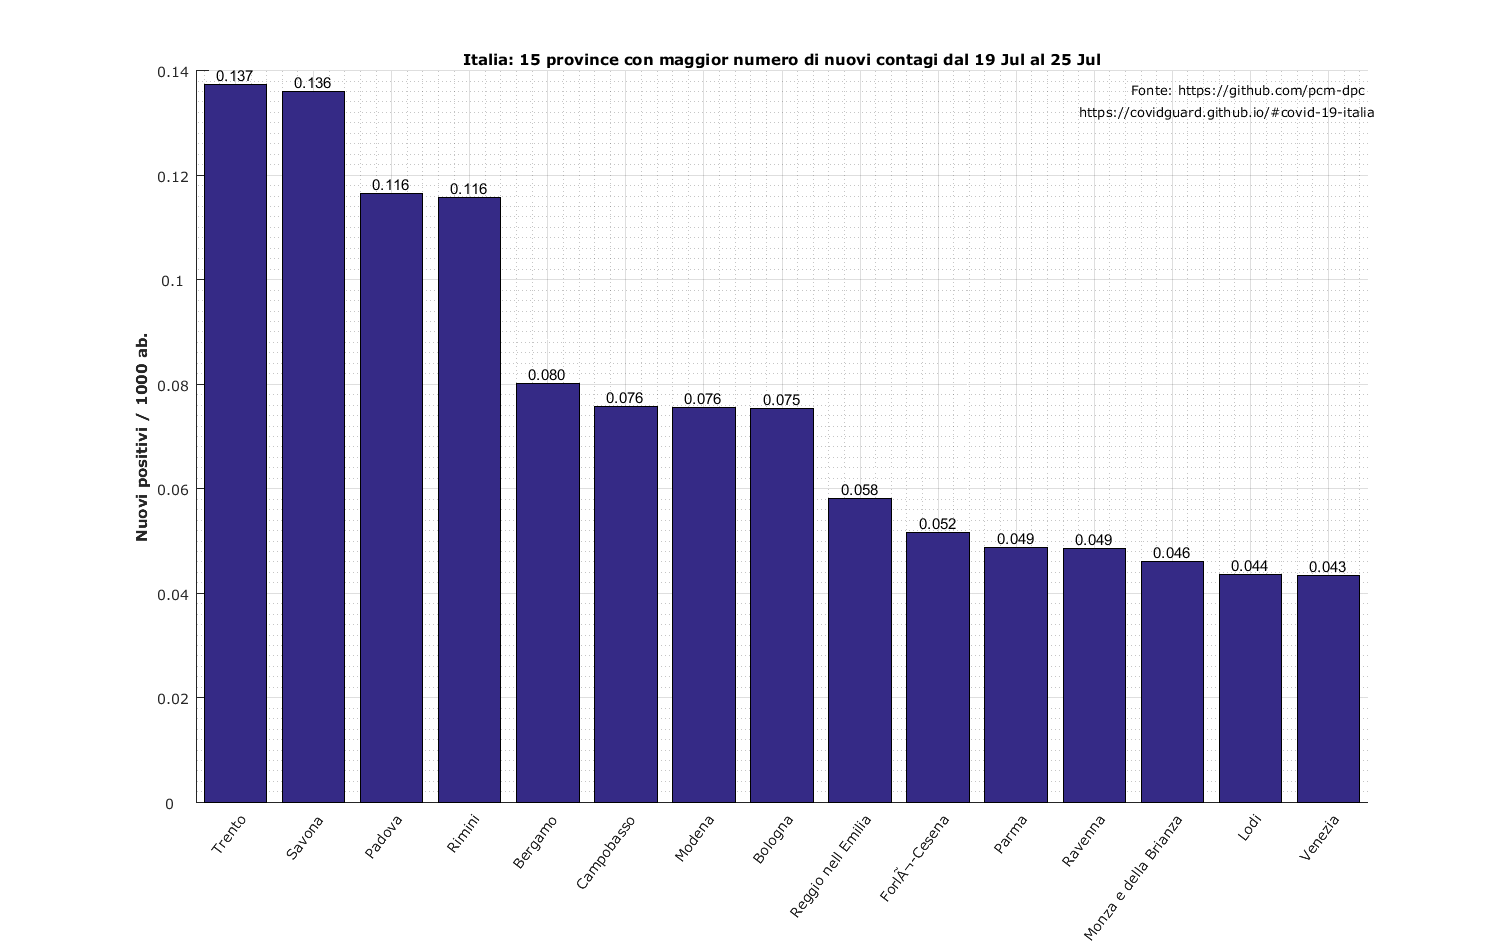 Italia: 15 province con maggior numero di nuovi contagi dal 19 Jul al 25 Jul
Fonte: https://github.com/pcm-dpc
https://covidguard.github.io/#covid-19-italia
Nuovi positivi / 1000 ab.
0.14
0.12
0.1
0.08
0.06
0.04
0.02
0
0.137
0.136
0.116
0.116
0.080
0.076
0.076
0.075
0.058
0.052
0.049
0.049
0.046
0.044
0.043
Trento
Savona
Padova
Rimini
Bergamo
Campobasso
Modena
Bologna
Reggio nell Emilia
ForlÃ¬-Cesena
Parma
Ravenna
Monza e della Brianza
Lodi
Venezia